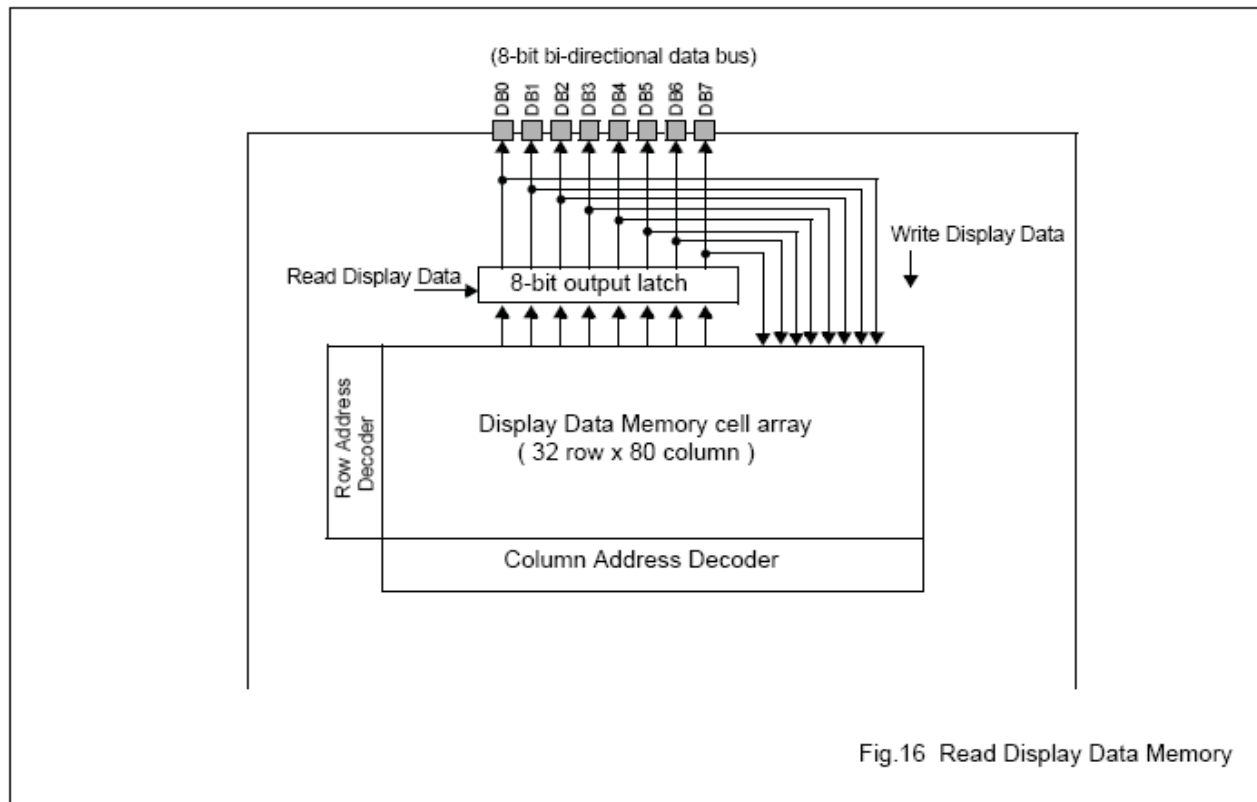 (8-bit bi-directional data bus)
DB0
DB1
DB2
DB3
DB4
DB5
DB6
DB7
Write Display Data
Read Display Data
8-bit output latch
Row Address
Decoder
Display Data Memory cell array
( 32 row x 80 column )
Column Address Decoder
Fig.16 Read Display Data Memory